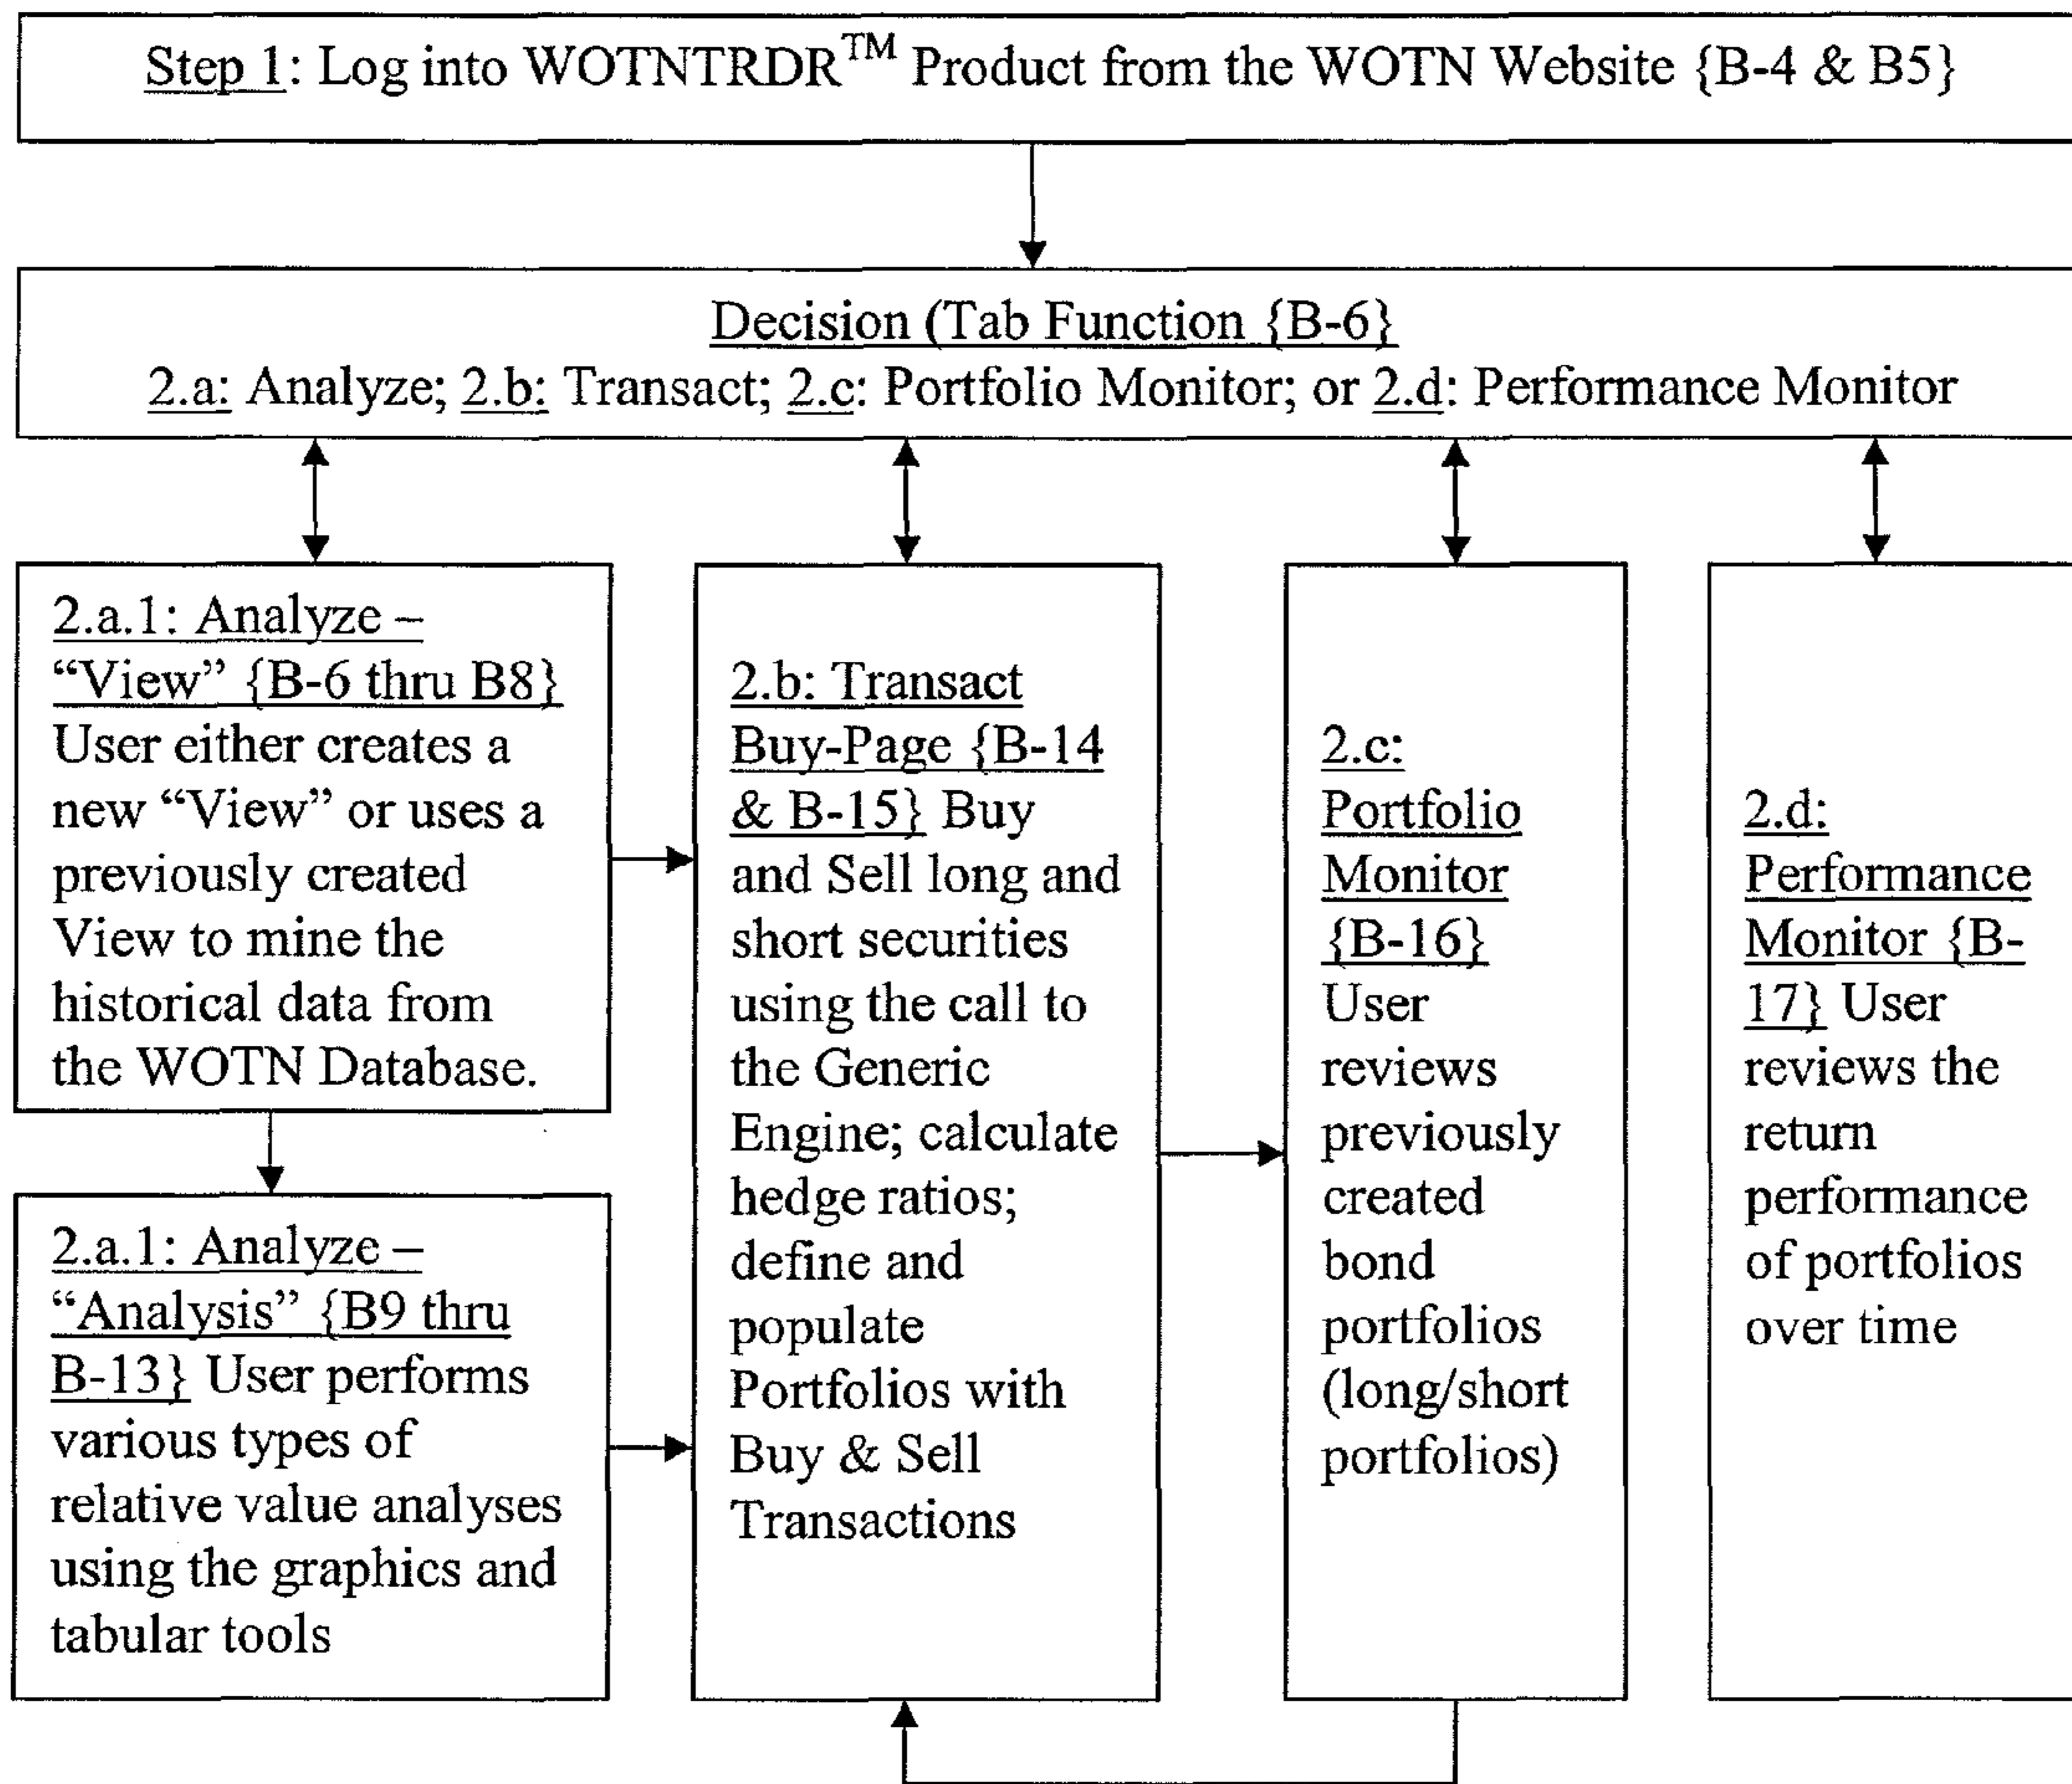 Step 1: Log into WOTNTRDR™ Product from the WOTN Website {B-4 & B5}
Decision (Tab Function {B-6}
2.a: Analyze; 2.b: Transact; 2.c: Portfolio Monitor; or 2.d: Performance Monitor
2.a.1: Analyze –
“View” {B-6 thru B8}
User either creates a
new “View” or uses a
previously created
View to mine the
historical data from
the WOTN Database.
2.a.1: Analyze –
“Analysis” {B9 thru
B-13} User performs
various types of
relative value analyses
using the graphics and
tabular tools
2.b: Transact
Buy-Page {B-14
& B-15} Buy
and Sell long and
short securities
using the call to
the Generic
Engine; calculate
hedge ratios;
define and
populate
Portfolios with
Buy & Sell
Transactions
2.c:
Portfolio
Monitor
{B-16}
User
reviews
previously
created
bond
portfolios
(long/short
portfolios)
2.d:
Performance
Monitor {B-
17} User
reviews the
return
performance
of portfolios
over time